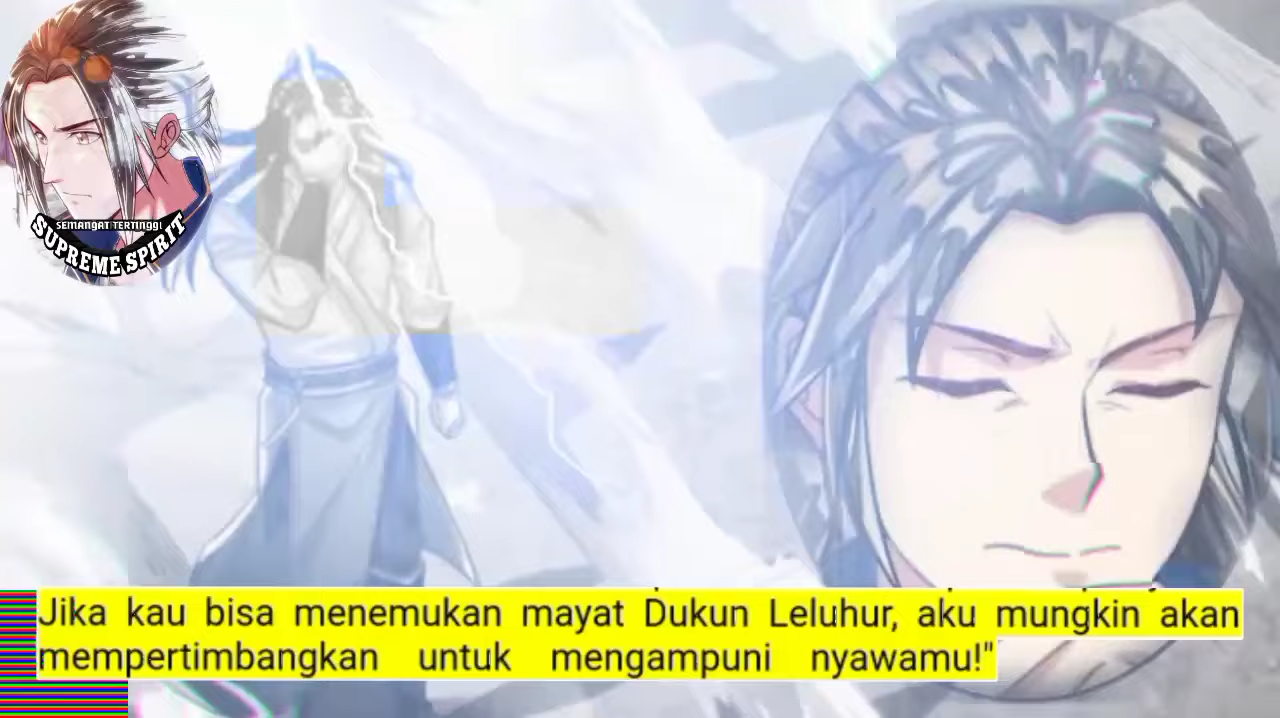 SEMANGAT TERTINGGI
SUPREME SPIRIT
Jika kau bisa menemukan mayat Dukun Leluhur, aku mungkin akan
mempertimbangkan untuk mengampuni nyawamu!"